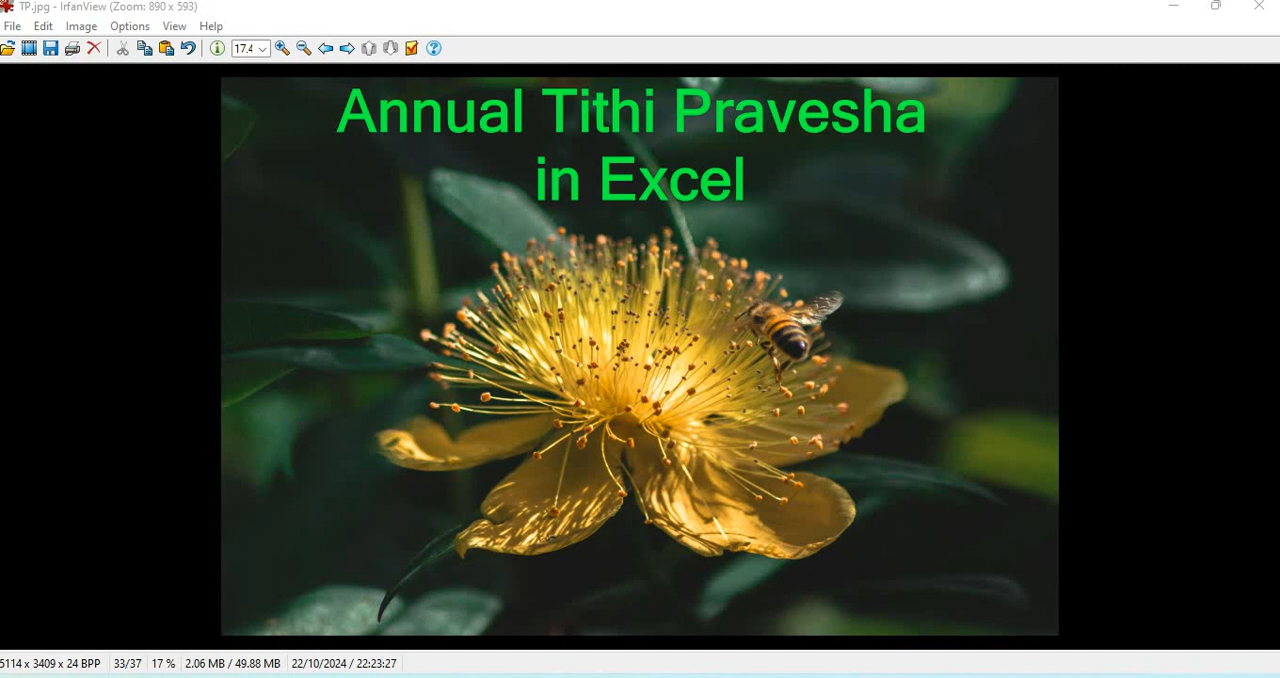 TP.jpg - IrfanView (Zoom: 890 x 593)
File Edit Image Options View Help
17.4
Annual Tithi Pravesha
in Excel
5114 x 3409 x 24 BPP 33/37 17 % 2.06 MB / 49.88 MB 22/10/2024 / 22:23:27